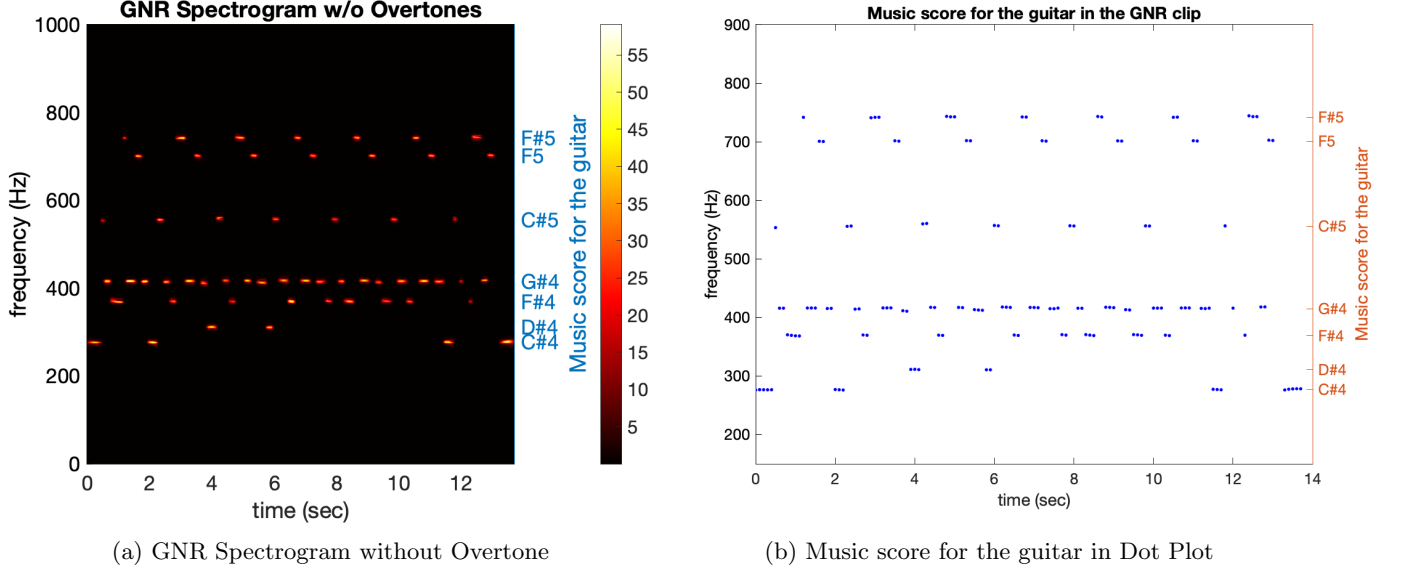 GNR Spectrogram w/o Overtones
1000
800
600
400
200
0
frequency (Hz)
0 2 4 6 8 10 12
time (sec)
F#5
F5
C#5
G#4
F#4
D#4
C#4
Music score for the guitar
55
50
45
40
35
30
25
20
15
10
5
(a) GNR Spectrogram without Overtone
Music score for the guitar in the GNR clip
900
800
700
600
500
400
300
200
frequency (Hz)
0 2 4 6 8 10 12 14
time (sec)
F#5
F5
C#5
G#4
F#4
D#4
C#4
Music score for the guitar
(b) Music score for the guitar in Dot Plot